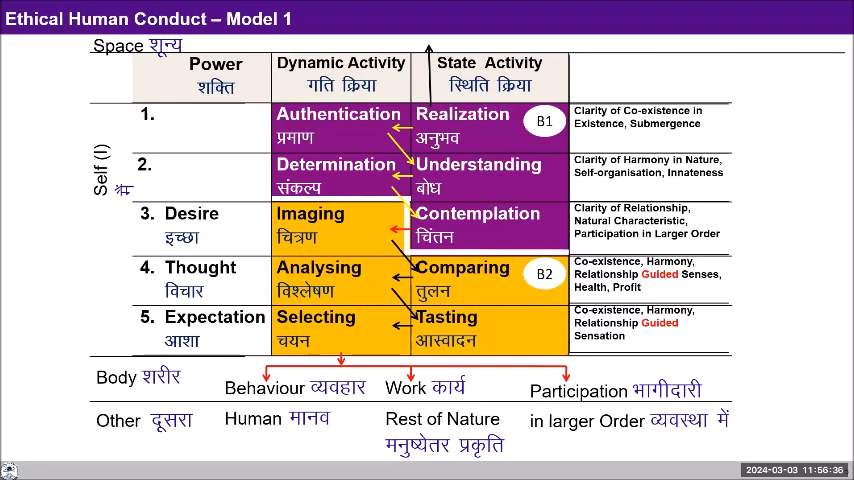 Ethical Human Conduct – Model 1
Space शून्य
Power Dynamic Activity State Activity
शक्ति गति क्रिया स्थिति क्रिया
Self (I)
मैं
1. Authentication Realization B1 Clarity of Co-existence in
प्रमाण अनुभव Existence, Submergence
2. Determination Understanding Clarity of Harmony in Nature,
संकल्प बोध Self-organisation, Innateness
3. Desire Imaging Contemplation Clarity of Relationship,
इच्छा चित्रण चिंतन Natural Characteristic,
Participation in Larger Order
4. Thought Analysing Comparing B2 Co-existence, Harmony,
विचार विश्लेषण तुलन Relationship Guided Senses,
Health, Profit
5. Expectation Selecting Tasting Co-existence, Harmony,
आशा चयन आस्वादन Relationship Guided
Sensation
Body शरीर
Behaviour व्यवहार Work कार्य Participation भागीदारी
Other दूसरा Human मानव Rest of Nature in larger Order व्यवस्था में
मनुष्येतर प्रकृति
2024-03-03 11:56:36